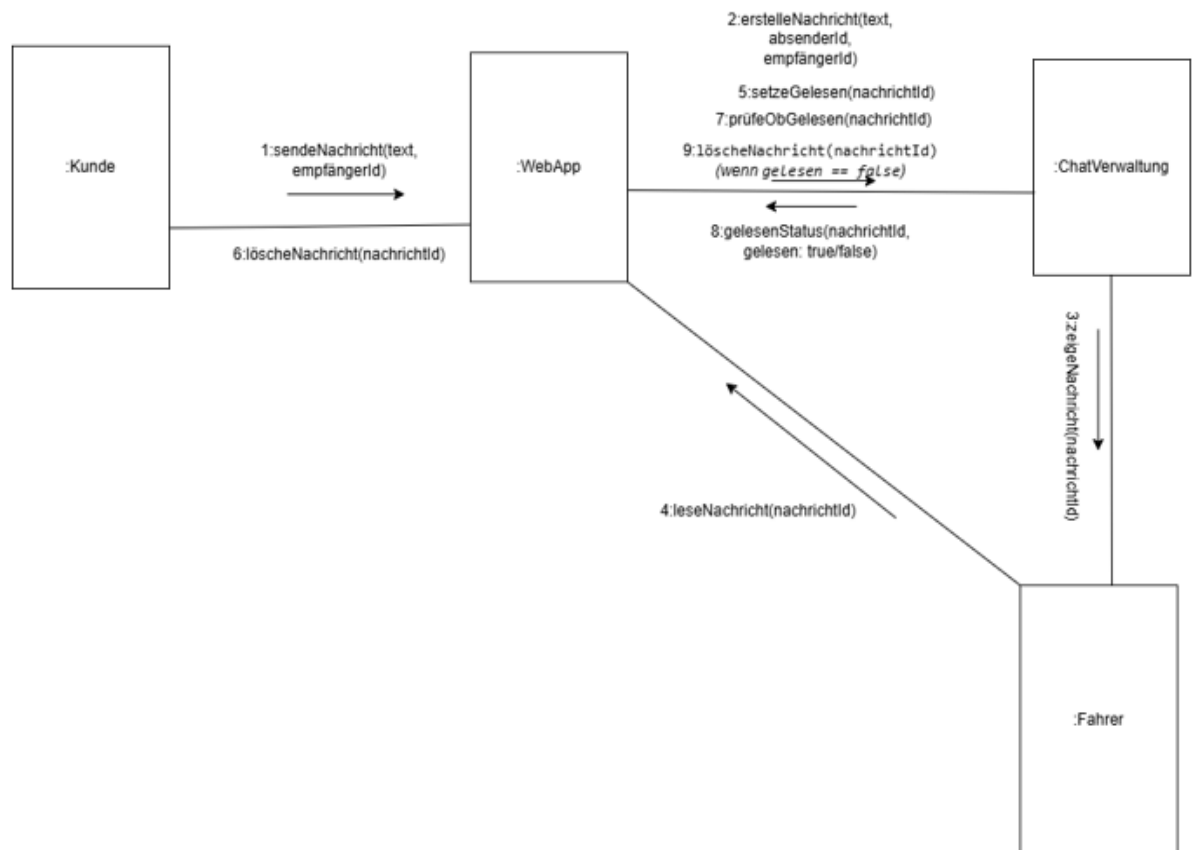 2:erstelleNachricht(text,
absenderId,
empfängerId)
5:setzeGelesen(nachrichtId)
7:prüfeObGelesen(nachrichtId)
9:löscheNachricht(nachrichtId)
(wenn gelesen == false)
:Kunde
1:sendeNachricht(text,
empfängerId)
:WebApp
:ChatVerwaltung
6:löscheNachricht(nachrichtId)
8:gelesenStatus(nachrichtId,
gelesen: true/false)
3:zeigeNachricht(nachrichtId)
4:leseNachricht(nachrichtId)
:Fahrer